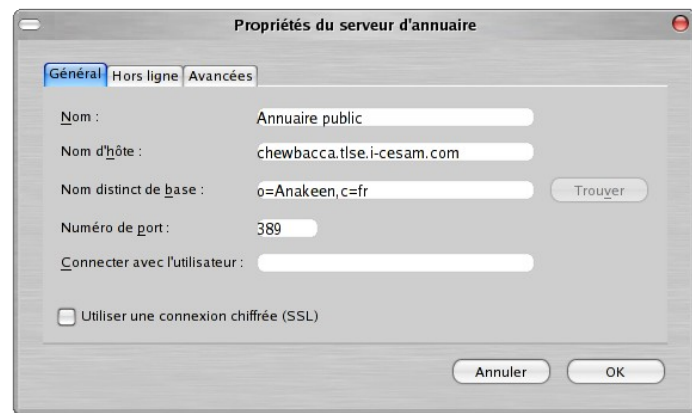 Propriétés du serveur d'annuaire
Général Hors ligne Avancées
Nom : Annuaire public
Nom d'hôte : chewbacca.tlse.i-cesam.com
Nom distinct de base : o=Anakeen,c=fr Trouver
Numéro de port : 389
Connecter avec l'utilisateur :
Utiliser une connexion chiffrée (SSL)
Annuler OK